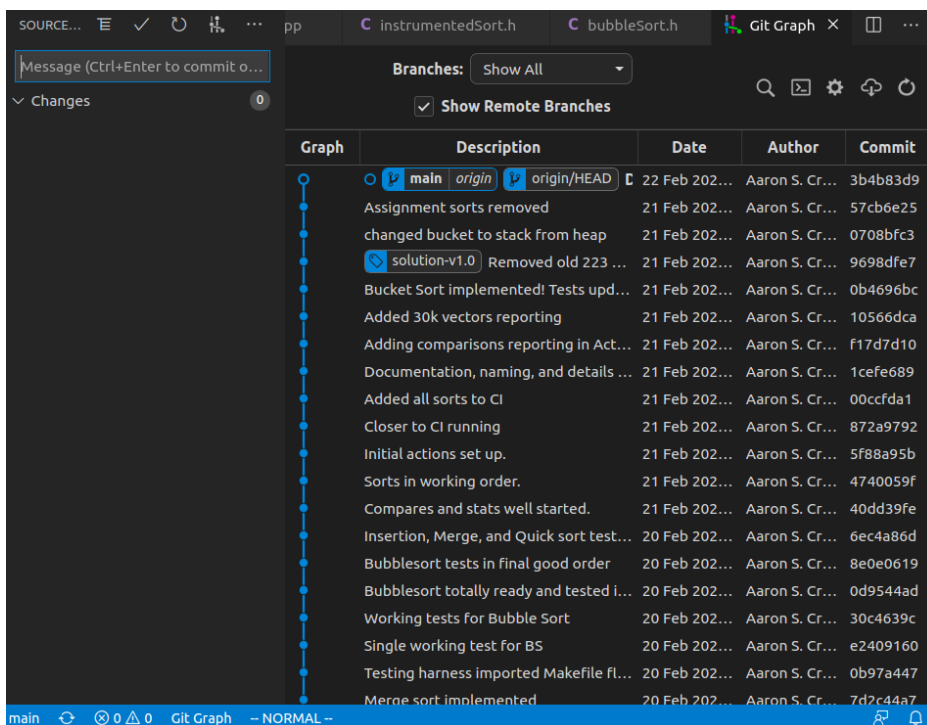 SOURCE...
pp
instrumentedSort.h
bubbleSort.h
Git Graph
Message (Ctrl+Enter to commit o...
Changes 0
Branches: Show All
Show Remote Branches
Graph Description Date Author Commit
main origin origin/HEAD D 22 Feb 202... Aaron S. Cr... 3b4b83d9
Assignment sorts removed 21 Feb 202... Aaron S. Cr... 57cb6e25
changed bucket to stack from heap 21 Feb 202... Aaron S. Cr... 0708bfc3
solution-v1.0 Removed old 223 ... 21 Feb 202... Aaron S. Cr... 9698dfe7
Bucket Sort implemented! Tests upd... 21 Feb 202... Aaron S. Cr... 0b4696bc
Added 30k vectors reporting 21 Feb 202... Aaron S. Cr... 10566dca
Adding comparisons reporting in Act... 21 Feb 202... Aaron S. Cr... f17d7d10
Documentation, naming, and details ... 21 Feb 202... Aaron S. Cr... 1cefe689
Added all sorts to CI 21 Feb 202... Aaron S. Cr... 00ccfda1
Closer to CI running 21 Feb 202... Aaron S. Cr... 872a9792
Initial actions set up. 21 Feb 202... Aaron S. Cr... 5f88a95b
Sorts in working order. 21 Feb 202... Aaron S. Cr... 4740059f
Compares and stats well started. 21 Feb 202... Aaron S. Cr... 40dd39fe
Insertion, Merge, and Quick sort test... 20 Feb 202... Aaron S. Cr... 6ec4a86d
Bubblesort tests in final good order 20 Feb 202... Aaron S. Cr... 8e0e0619
Bubblesort totally ready and tested i... 20 Feb 202... Aaron S. Cr... 0d9544ad
Working tests for Bubble Sort 20 Feb 202... Aaron S. Cr... 30c4639c
Single working test for BS 20 Feb 202... Aaron S. Cr... e2409160
Testing harness imported Makefile fl... 20 Feb 202... Aaron S. Cr... 0b97a447
Merge sort implemented 20 Feb 202... Aaron S. Cr... 7d2c44a7
main 0 0 Git Graph -- NORMAL --